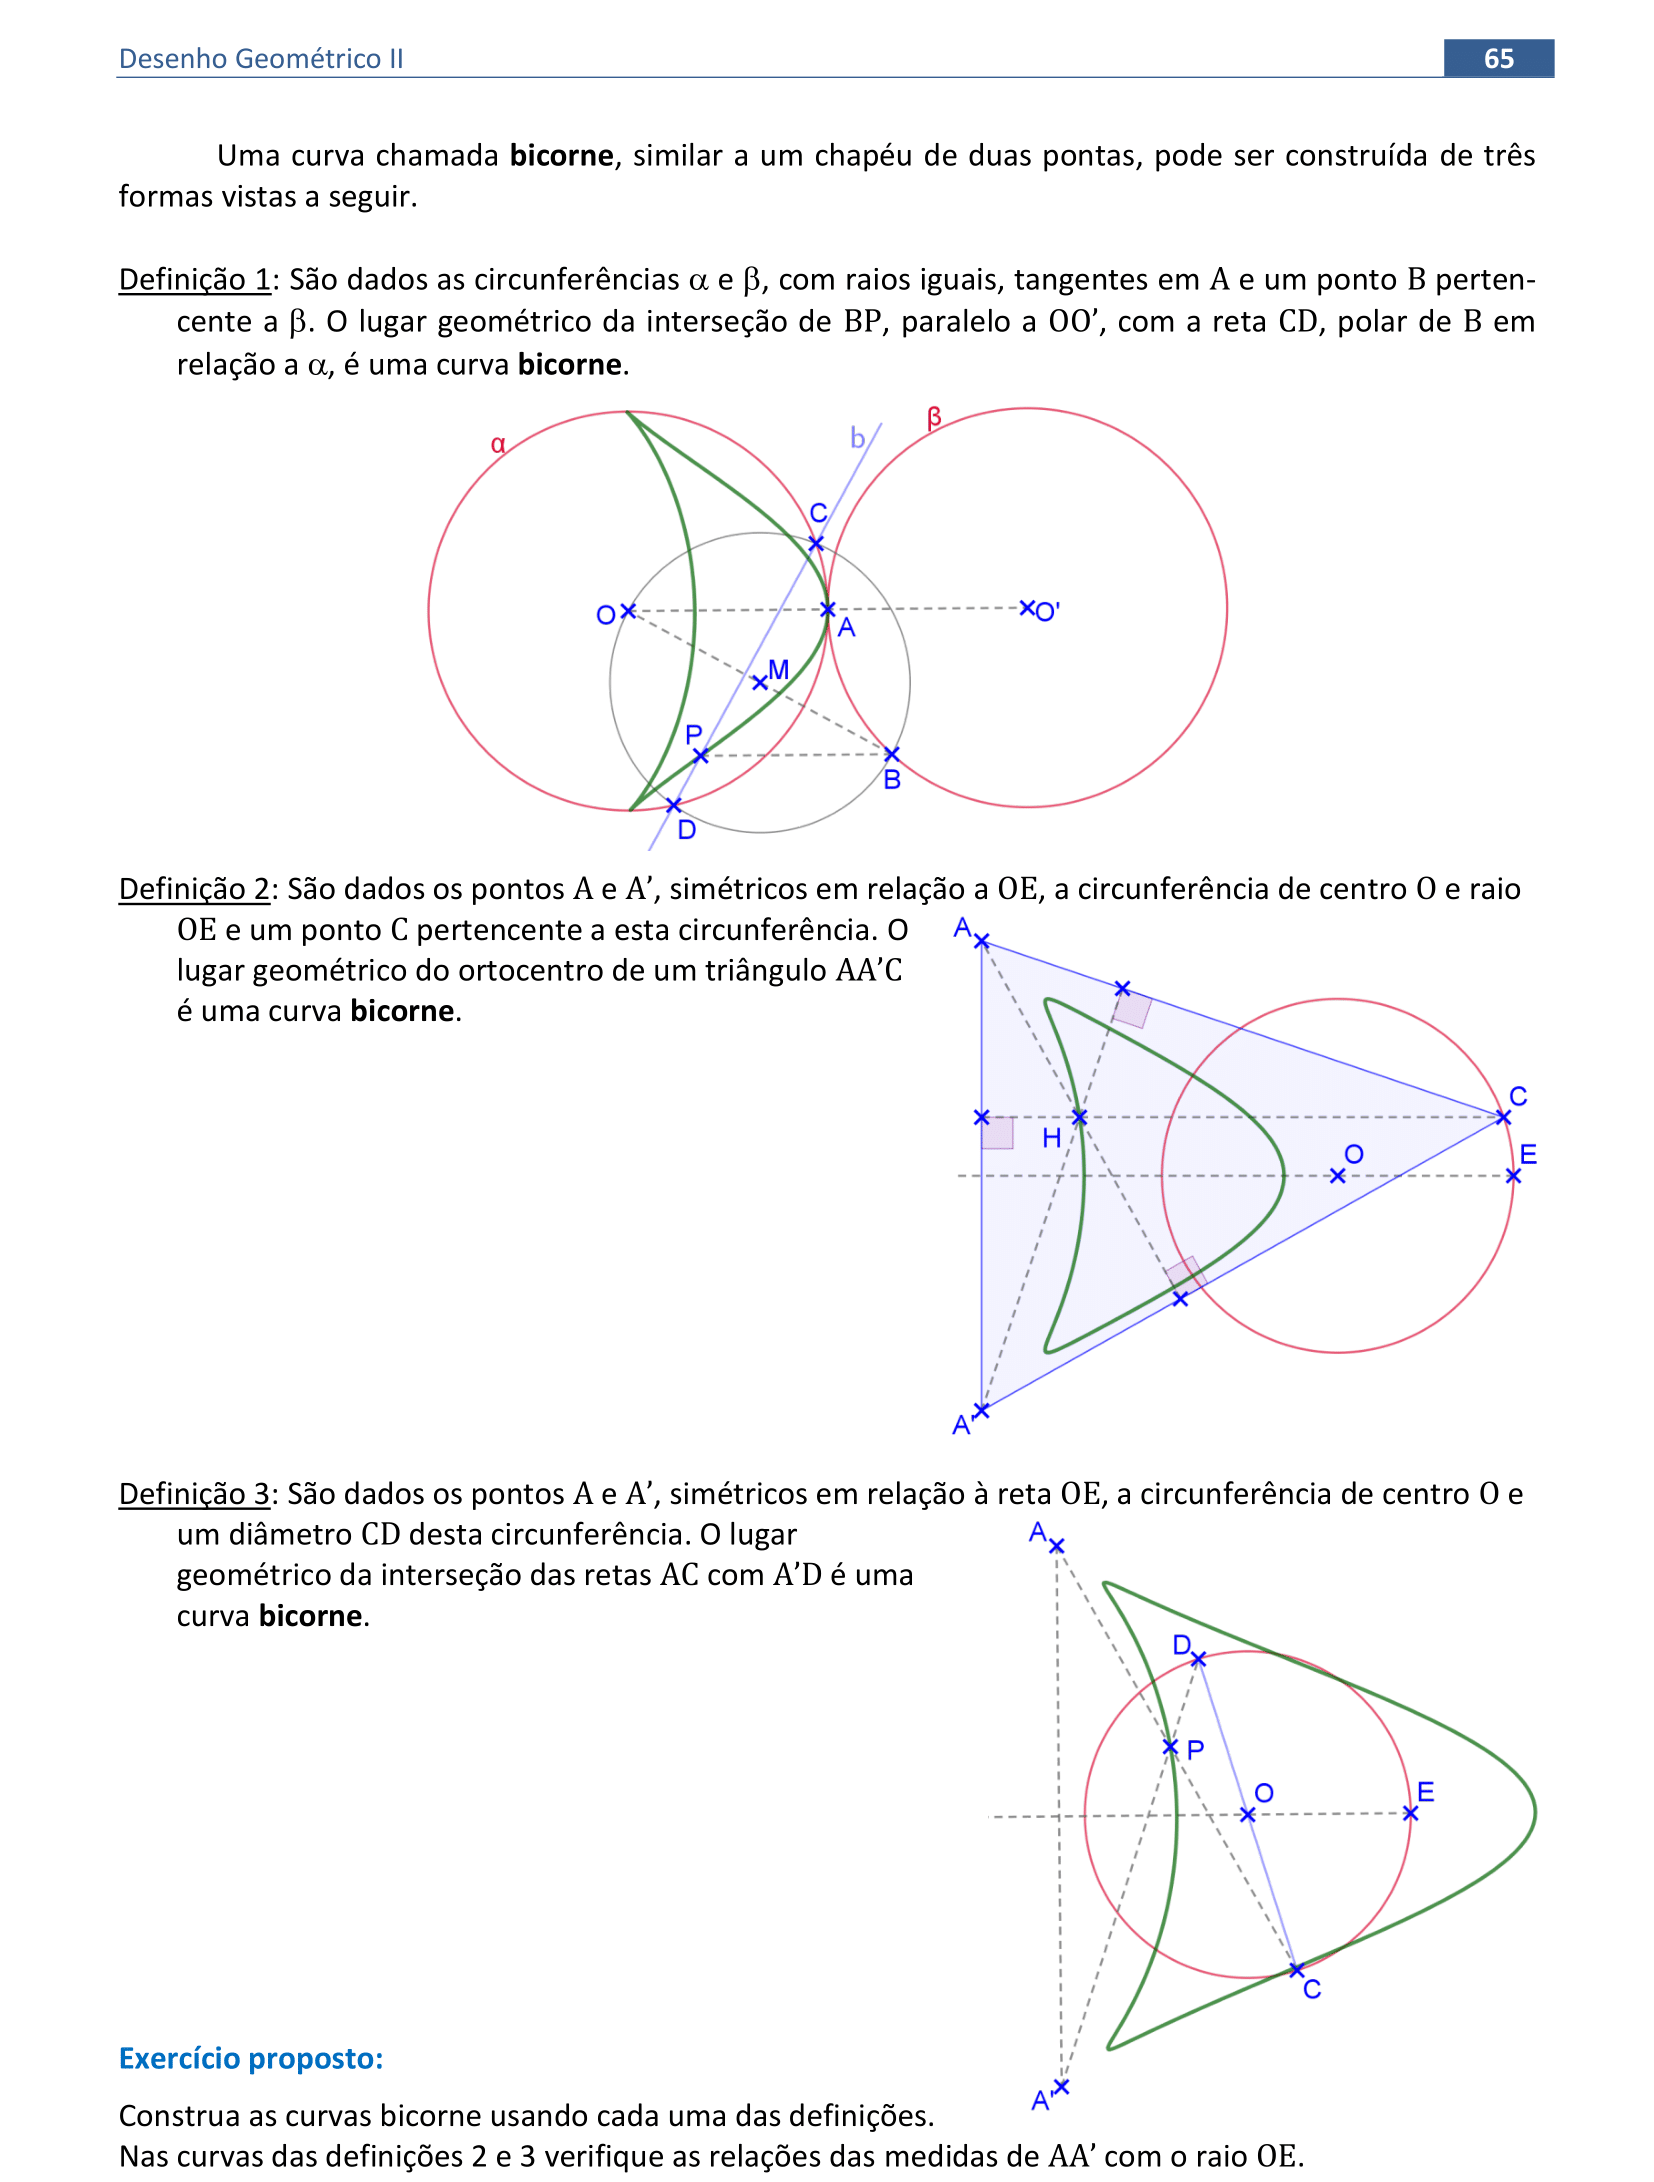 Desenho Geométrico II
65
Uma curva chamada bicorne, similar a um chapéu de duas pontas, pode ser construída de três
formas vistas a seguir.
Definição 1: São dados as circunferências α e β, com raios iguais, tangentes em A e um ponto B perten-
cente a β. O lugar geométrico da interseção de BP, paralelo a OO’, com a reta CD, polar de B em
relação a α, é uma curva bicorne.
α
b
β
C
O
A
O'
M
P
B
D
Definição 2: São dados os pontos A e A’, simétricos em relação a OE, a circunferência de centro O e raio
OE e um ponto C pertencente a esta circunferência. O
lugar geométrico do ortocentro de um triângulo AA’C
é uma curva bicorne.
A
C
H
O
E
A'
Definição 3: São dados os pontos A e A’, simétricos em relação à reta OE, a circunferência de centro O e
um diâmetro CD desta circunferência. O lugar
geométrico da interseção das retas AC com A’D é uma
curva bicorne.
A
D
P
O
E
C
A'
Exercício proposto:
Construa as curvas bicorne usando cada uma das definições.
Nas curvas das definições 2 e 3 verifique as relações das medidas de AA’ com o raio OE.